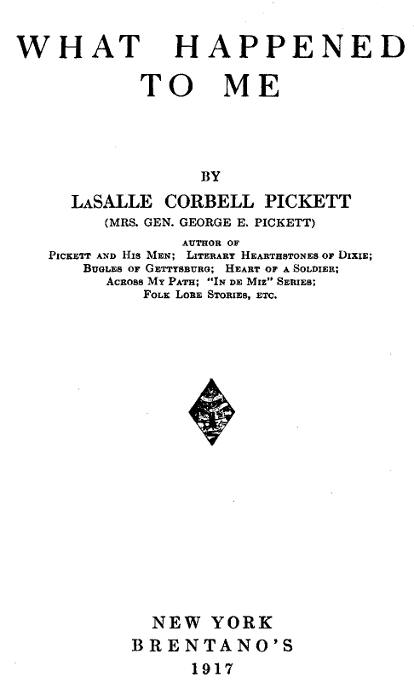 WHAT HAPPENED
TO ME
BY
LASALLE CORBELL PICKETT
(MRS. GEN. GEORGE E. PICKETT)
AUTHOR OF
PICKETT AND HIS MEN; LITERARY HEARTHSTONES OF DIXIE;
BUGLES OF GETTYSBURG; HEART OF A SOLDIER;
ACROSS MY PATH; "IN DE MIZ" SERIES;
FOLK LORE STORIES, ETC.
NEW YORK
BRENTANO'S
1917